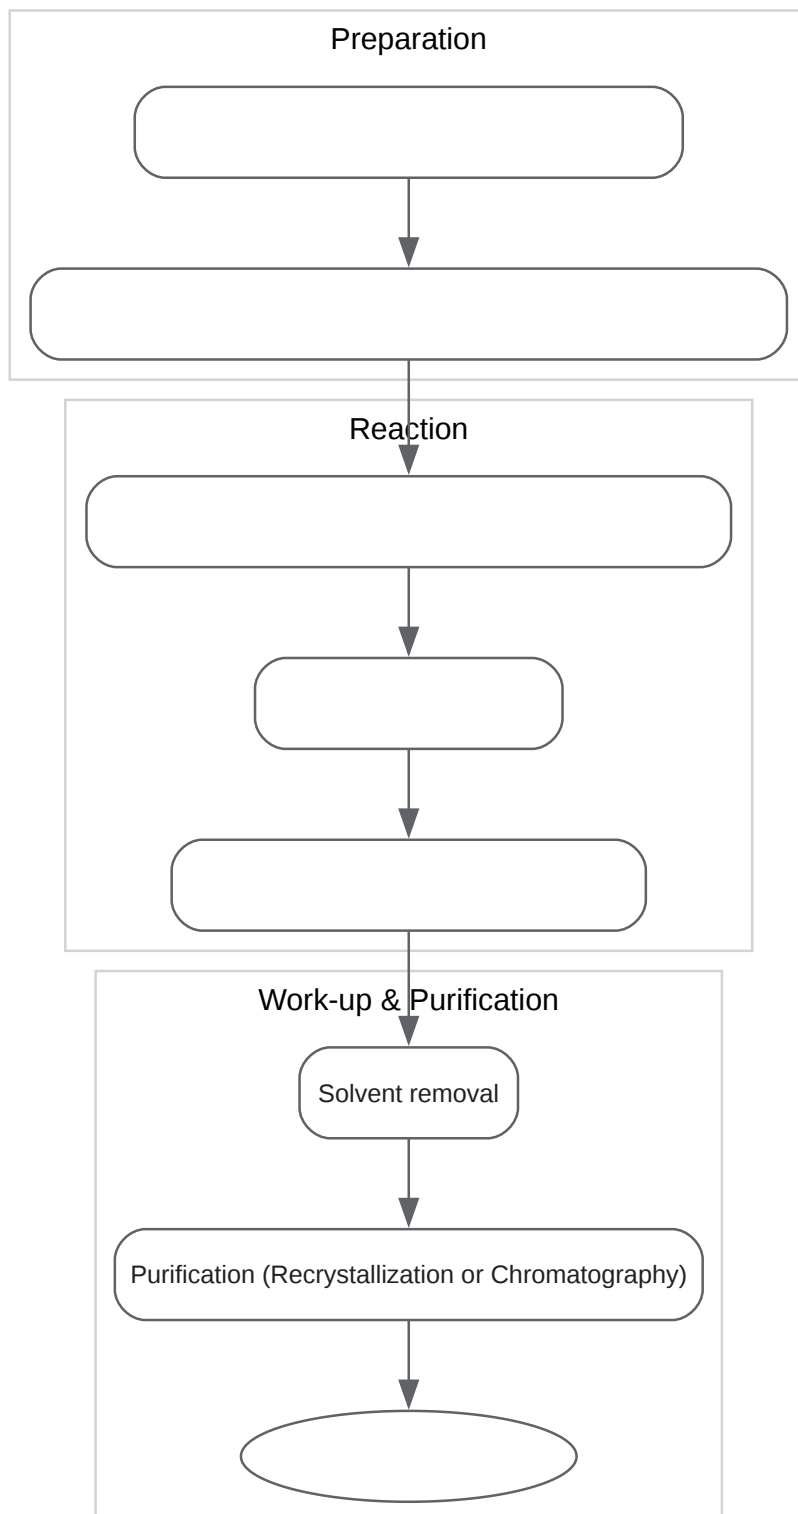 Preparation
Reaction
Work-up & Purification
Solvent removal
Purification (Recrystallization or Chromatography)